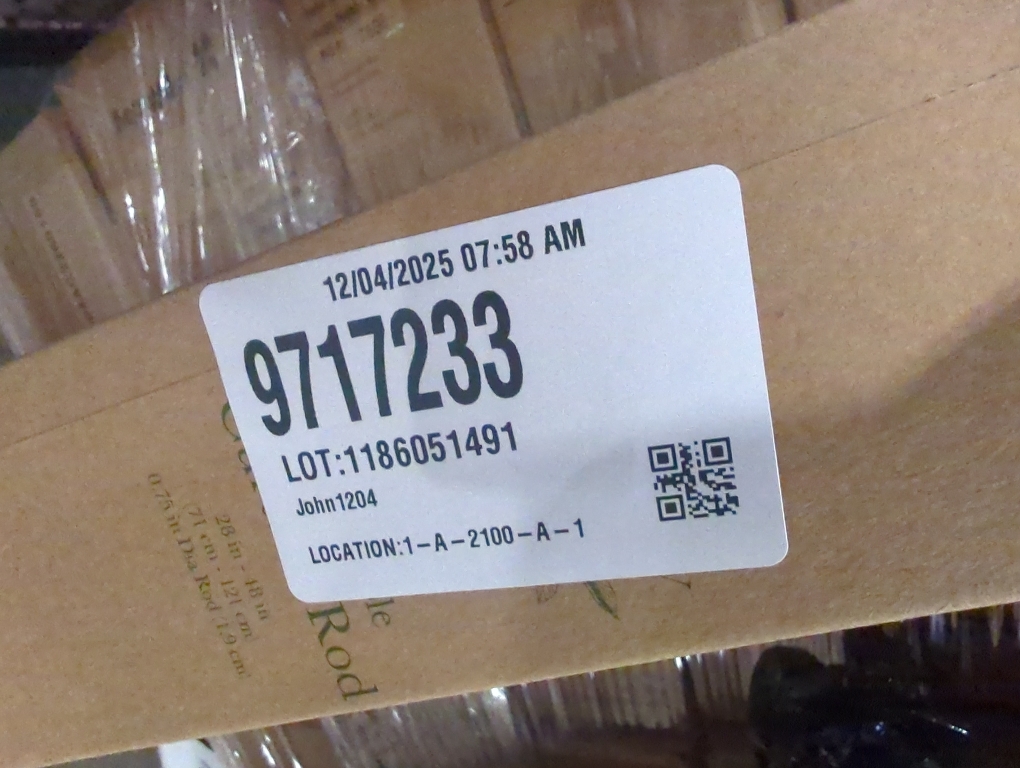 12/04/2025 07:58 AM
9717233
LOT:1186051491
John1204
LOCATION:1-A-2100-A-1
Rod
28 in - 48 in
71 cm - 121 cm
0.75 in Dia Rod / 1.9 cm